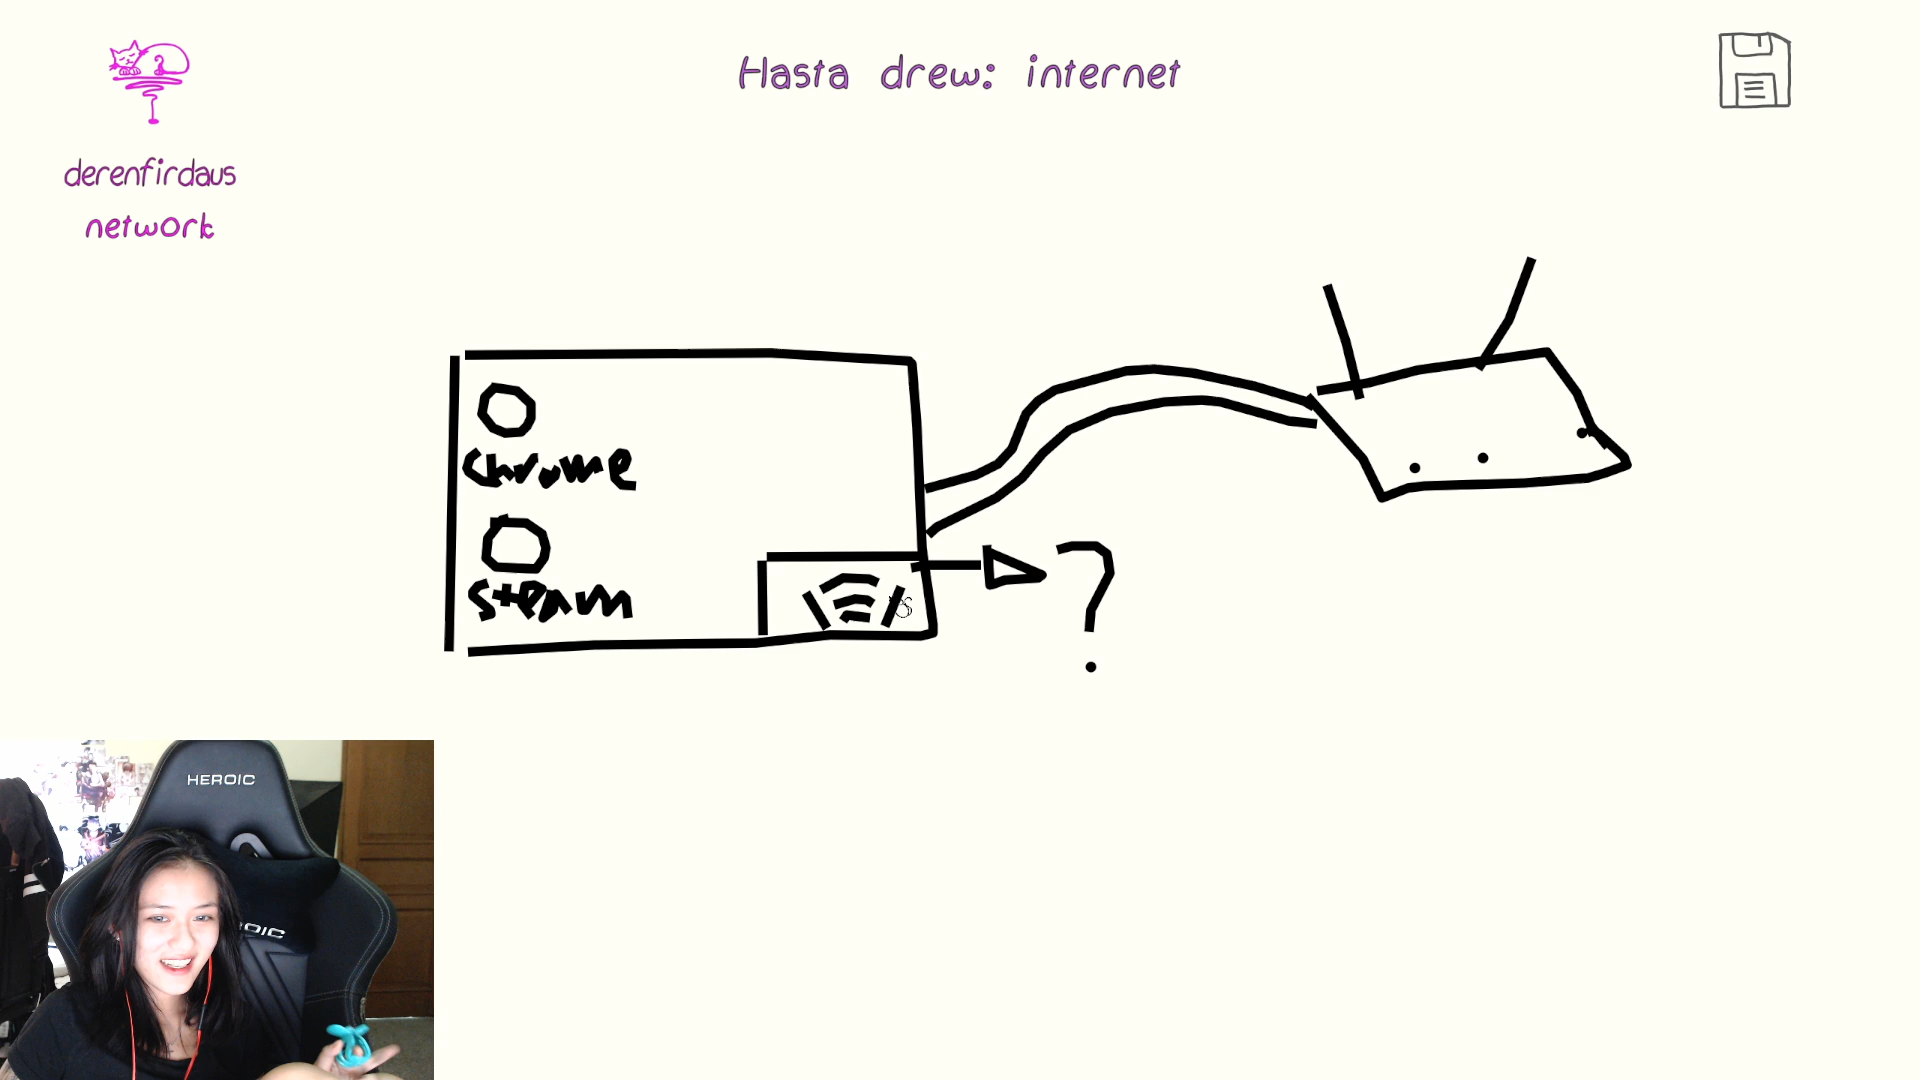 Hasta drew: internet
derenfirdaus
network
chrome
steam
?
HEROIC